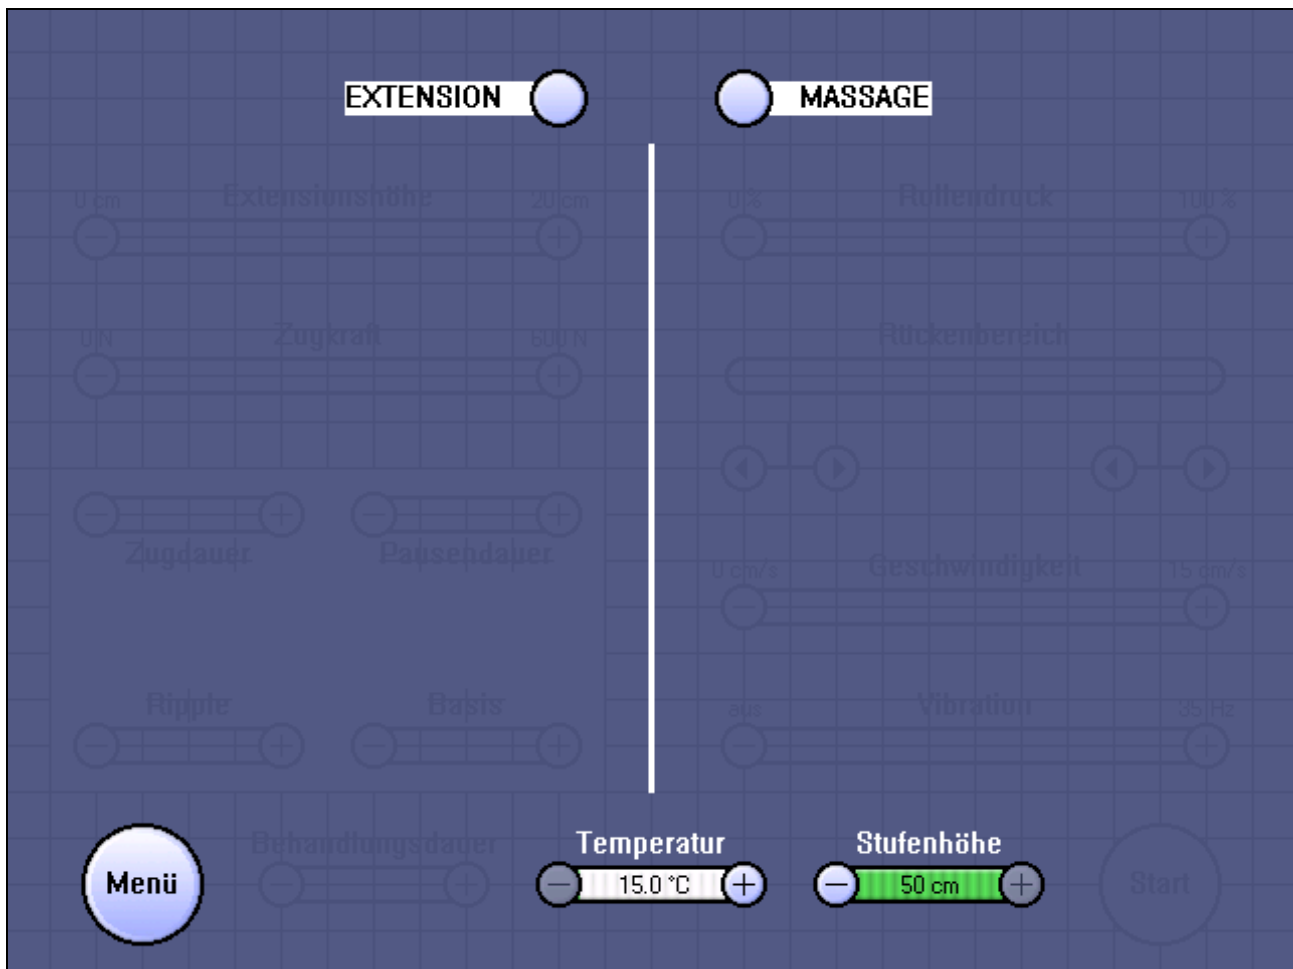 EXTENSION MASSAGE
0 cm Extensionshöhe 20 cm
0 % Rollendruck 100 %
0 N Zugkraft 600 N
Rückenbereich
Zugdauer Pausendauer
0 cm/s Geschwindigkeit 15 cm/s
Ripple Basis
aus Vibration 35 Hz
Behandlungsdauer
Temperatur
Stufenhöhe
Menü
15.0 °C
50 cm
Start